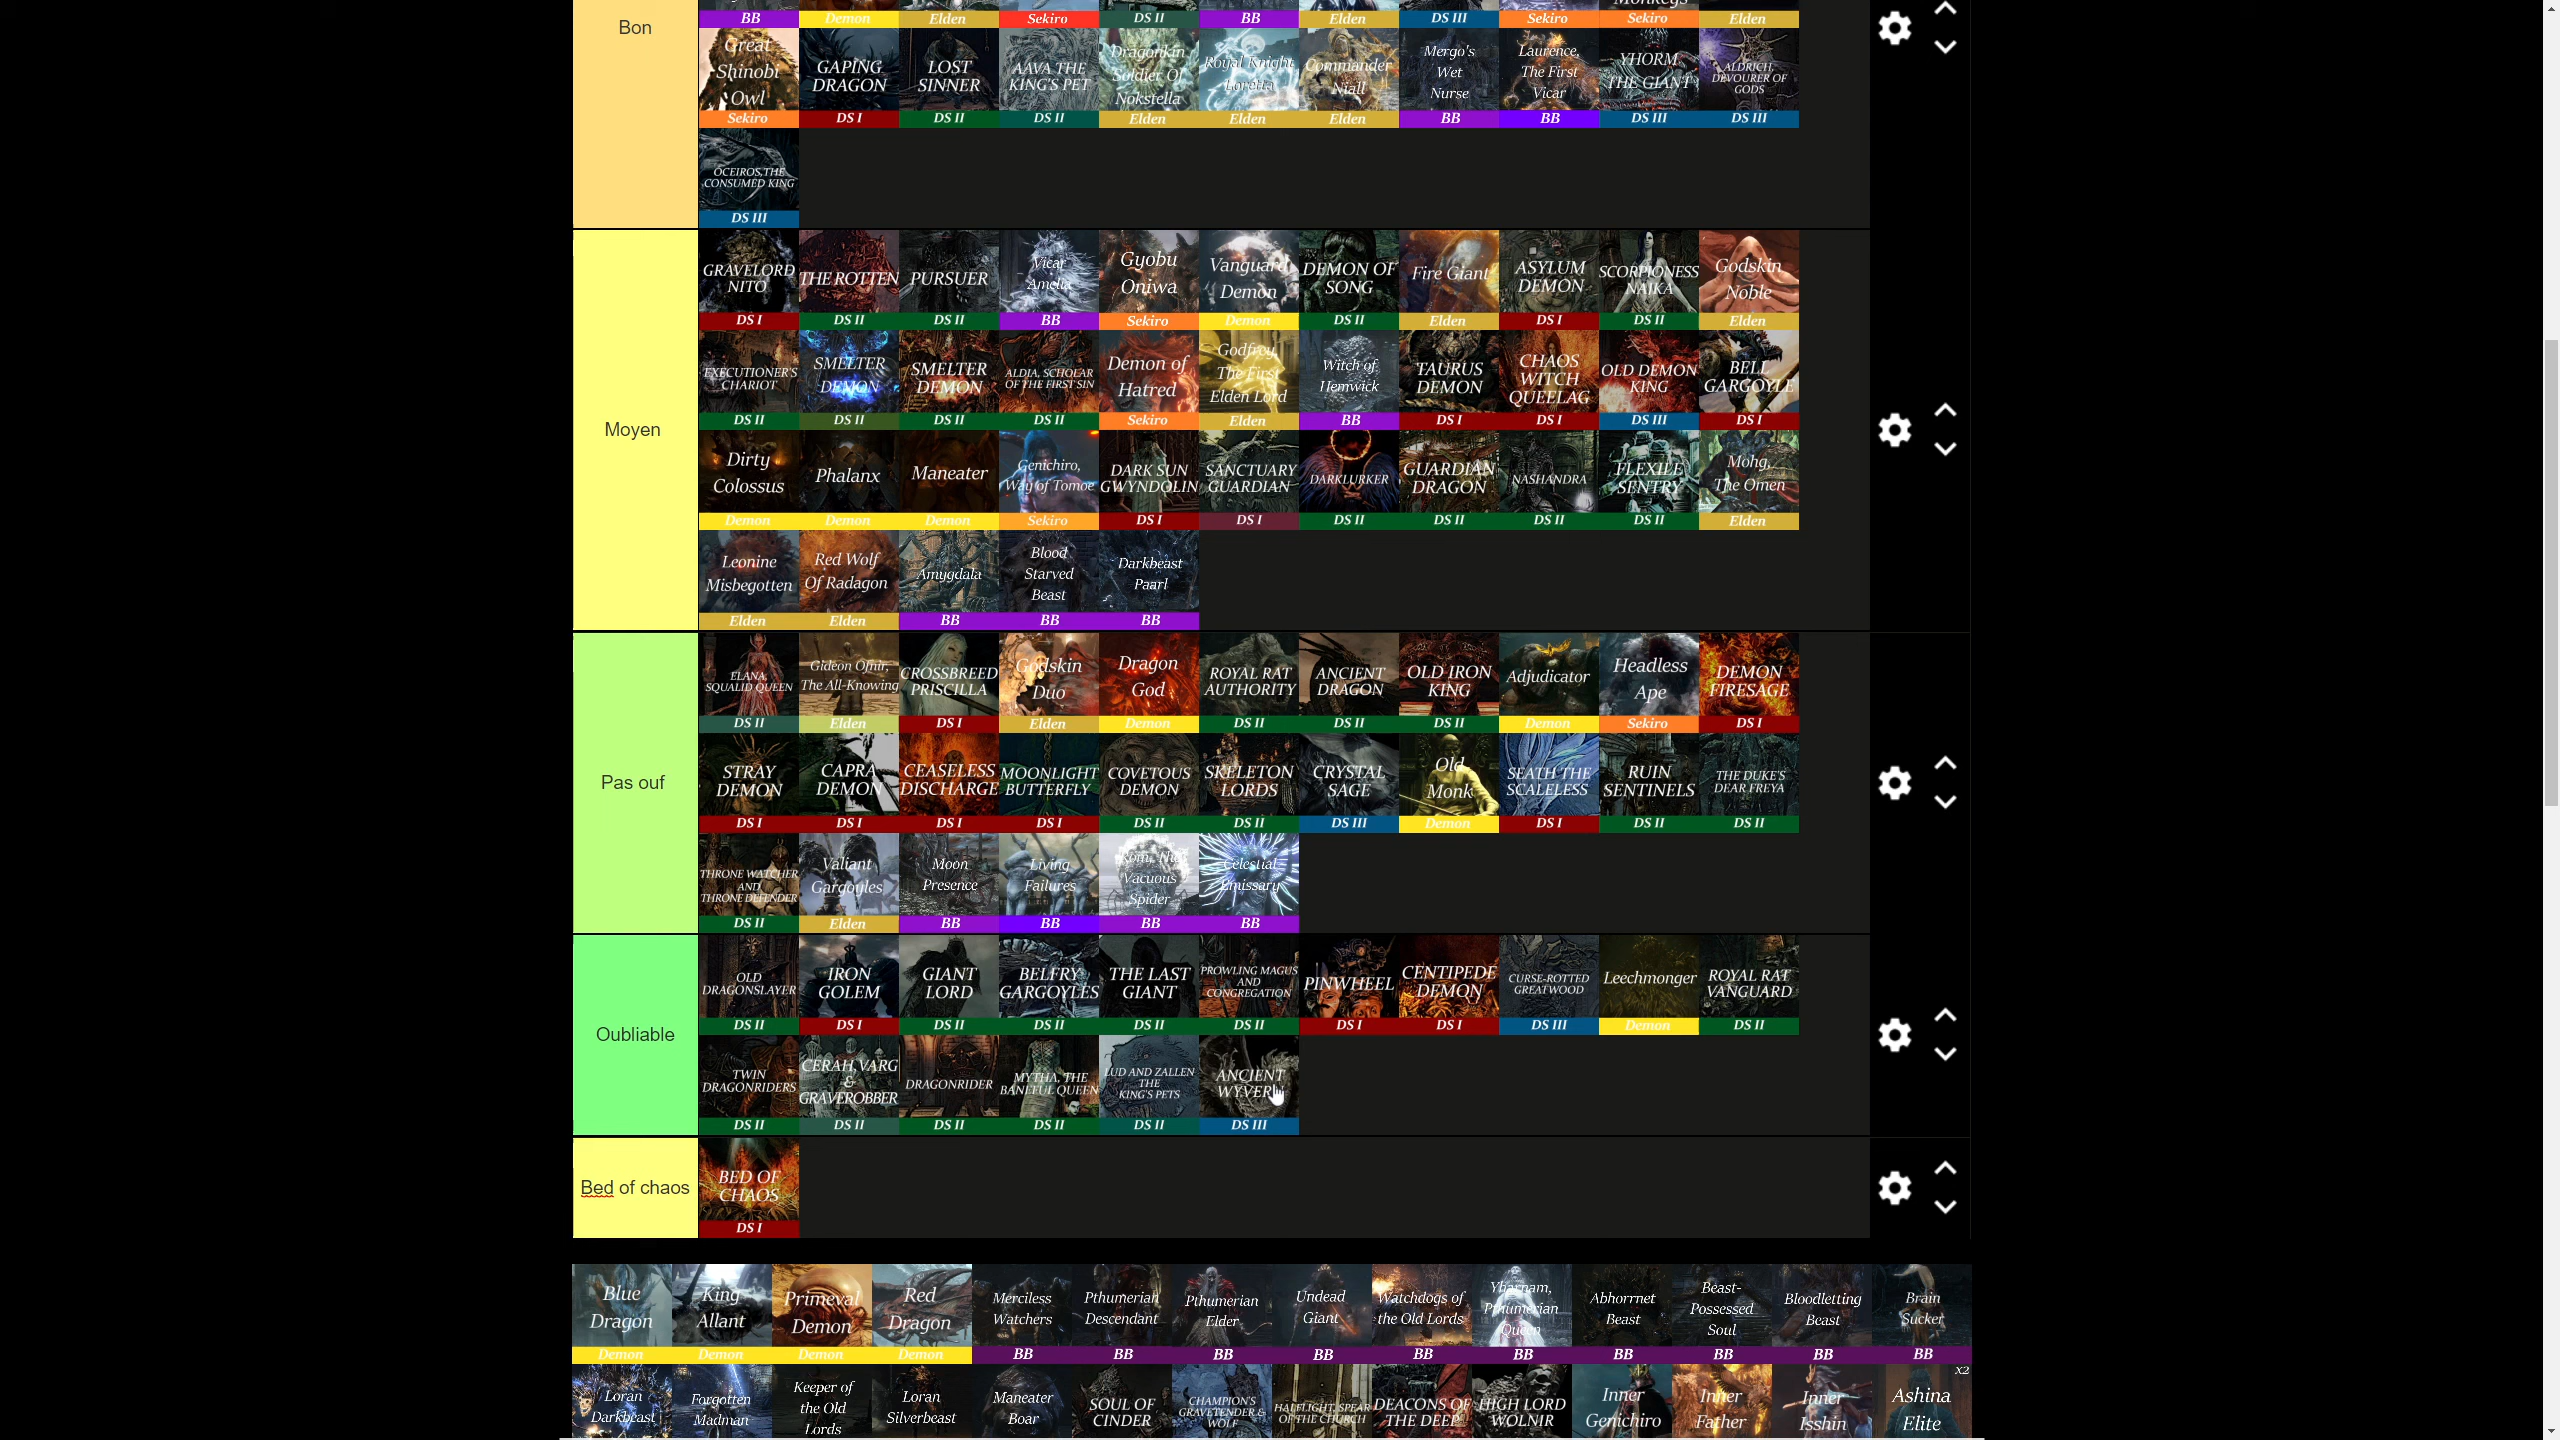 Bon
BB
Demon
Elden
Sekiro
DS II
BB
Elden
DS III
Sekiro
Sekiro
Elden
Great
Shinobi
Owl
Sekiro
GAPING
DRAGON
DS I
LOST
SINNER
DS II
AAVA THE
KING'S PET
DS II
Dragonkin
Soldier Of
Nokstella
Elden
Royal Knight
Loretta
Elden
Commander
Niall
Elden
Mergo's
Wet
Nurse
BB
Laurence,
The First
Vicar
BB
YHORM
THE GIANT
DS III
ALDRICH,
DEVOURER OF
GODS
DS III
OCEIROS,THE
CONSUMED KING
DS III
Moyen
GRAVELORD
NITO
DS I
THE ROTTEN
DS II
PURSUER
DS II
Vicar
Amelia
BB
Gyobu
Oniwa
Sekiro
Vanguard
Demon
Demon
DEMON OF
SONG
DS II
Fire Giant
Elden
ASYLUM
DEMON
DS I
SCORPIONESS
NAJKA
DS II
Godskin
Noble
Elden
EXECUTIONER'S
CHARIOT
DS II
SMELTER
DEMON
DS II
SMELTER
DEMON
DS II
ALDIA, SCHOLAR
OF THE FIRST SIN
DS II
Demon of
Hatred
Sekiro
Godfrey,
The First
Elden Lord
Elden
Witch of
Hemwick
BB
TAURUS
DEMON
DS I
CHAOS
WITCH
QUEELAG
DS I
OLD DEMON
KING
DS III
BELL
GARGOYLE
DS I
Dirty
Colossus
Demon
Phalanx
Demon
Maneater
Demon
Genichiro,
Way of Tomoe
Sekiro
DARK SUN
GWYNDOLIN
DS I
SANCTUARY
GUARDIAN
DS I
DARKLURKER
DS II
GUARDIAN
DRAGON
DS II
NASHANDRA
DS II
FLEXILE
SENTRY
DS II
Mohg,
The Omen
Elden
Leonine
Misbegotten
Elden
Red Wolf
Of Radagon
Elden
Amygdala
BB
Blood
Starved
Beast
BB
Darkbeast
Paarl
BB
Pas ouf
ELANA,
SQUALID QUEEN
DS II
Gideon Ofnir,
The All-Knowing
Elden
CROSSBREED
PRISCILLA
DS I
Godskin
Duo
Elden
Dragon
God
Demon
ROYAL RAT
AUTHORITY
DS II
ANCIENT
DRAGON
DS II
OLD IRON
KING
DS II
Adjudicator
Demon
Headless
Ape
Sekiro
DEMON
FIRESAGE
DS I
STRAY
DEMON
DS I
CAPRA
DEMON
DS I
CEASELESS
DISCHARGE
DS I
MOONLIGHT
BUTTERFLY
DS I
COVETOUS
DEMON
DS II
SKELETON
LORDS
DS II
CRYSTAL
SAGE
DS III
Old
Monk
Demon
SEATH THE
SCALELESS
DS I
RUIN
SENTINELS
DS II
THE DUKE'S
DEAR FREYA
DS II
THRONE WATCHER
AND
THRONE DEFENDER
DS II
Valiant
Gargoyles
Elden
Moon
Presence
BB
Living
Failures
BB
Rom, The
Vacuous
Spider
BB
Celestial
Emissary
BB
Oubliable
OLD
DRAGONSLAYER
DS II
IRON
GOLEM
DS I
GIANT
LORD
DS II
BELFRY
GARGOYLES
DS II
THE LAST
GIANT
DS II
PROWLING MAGUS
AND
CONGREGATION
DS II
PINWHEEL
DS I
CENTIPEDE
DEMON
DS I
CURSE-ROTTED
GREATWOOD
DS III
Leechmonger
Demon
ROYAL RAT
VANGUARD
DS II
TWIN
DRAGONRIDERS
DS II
CERAH,VARG
&
GRAVEROBBER
DS II
DRAGONRIDER
DS II
MYTHA, THE
BANEFUL QUEEN
DS II
LUD AND ZALLEN
THE
KING'S PETS
DS II
ANCIENT
WYVERN
DS III
Bed of chaos
BED OF
CHAOS
DS I
Blue
Dragon
Demon
King
Allant
Demon
Primeval
Demon
Demon
Red
Dragon
Demon
Merciless
Watchers
BB
Pthumerian
Descendant
BB
Pthumerian
Elder
BB
Undead
Giant
BB
Watchdogs of
the Old Lords
BB
Yharnam,
Pthumerian
Queen
BB
Abhorrnet
Beast
BB
Beast-
Possessed
Soul
BB
Bloodletting
Beast
BB
Brain
Sucker
BB
Loran
Darkbeast
Forgotten
Madman
Keeper of
the Old
Lords
Loran
Silverbeast
Maneater
Boar
SOUL OF
CINDER
CHAMPION'S
GRAVETENDER &
WOLF
HALFLIGHT, SPEAR
OF THE CHURCH
DEACONS OF
THE DEEP
HIGH LORD
WOLNIR
Inner
Genichiro
Inner
Father
Inner
Isshin
x2
Ashina
Elite